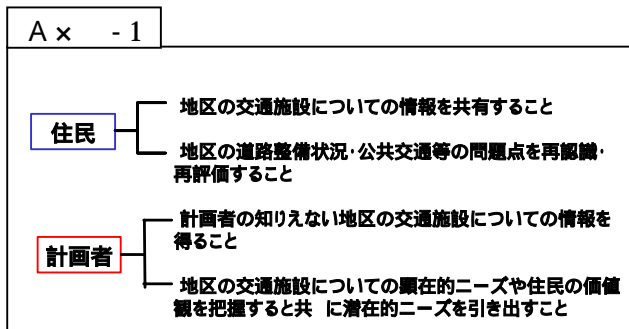 A ×　-1
地区の交通施設についての情報を共有すること
住民
地区の道路整備状況･公共交通等の問題点を再認識･
再評価すること
計画者の知りえない地区の交通施設についての情報を
得ること
計画者
地区の交通施設についての顕在的ニーズや住民の価値
観を把握すると共　に潜在的ニーズを引き出すこと